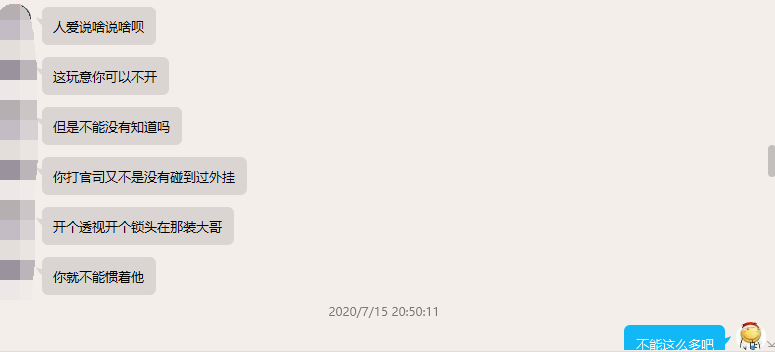 人爱说啥说啥呗
这玩意你可以不开
但是不能没有知道吗
你打官司又不是没有碰到过外挂
开个透视开个锁头在那装大哥
你就不能惯着他
2020/7/15 20:50:11
不能这么多吧